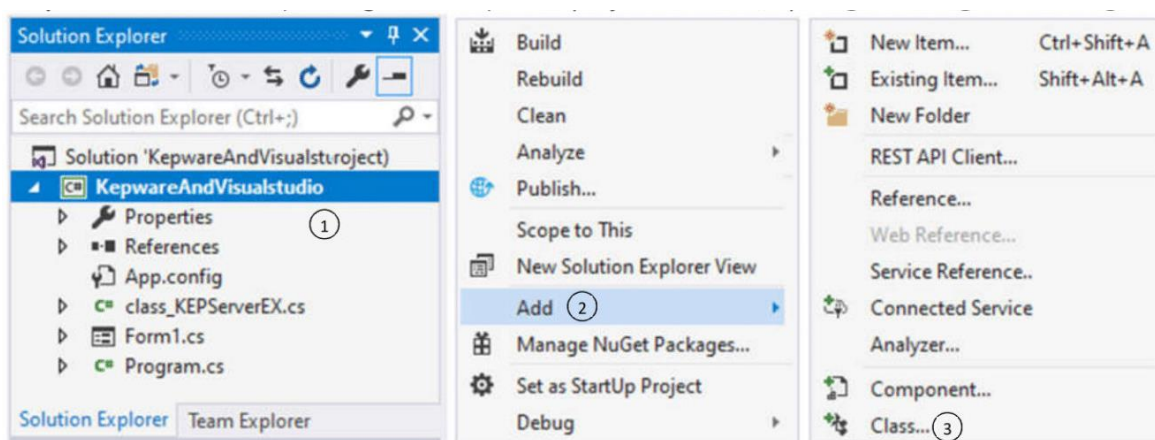 Solution Explorer
Search Solution Explorer (Ctrl+;)
Solution 'KepwareAndVisualsturoject)
C# KepwareAndVisualstudio
Properties
1
References
App.config
C# class_KEPServerEX.cs
Form1.cs
C# Program.cs
Solution Explorer Team Explorer
Build
Rebuild
Clean
Analyze
Publish...
Scope to This
New Solution Explorer View
Add 2
Manage NuGet Packages...
Set as StartUp Project
Debug
New Item... Ctrl+Shift+A
Existing Item... Shift+Alt+A
New Folder
REST API Client...
Reference...
Web Reference...
Service Reference..
Connected Service
Analyzer...
Component...
Class... 3